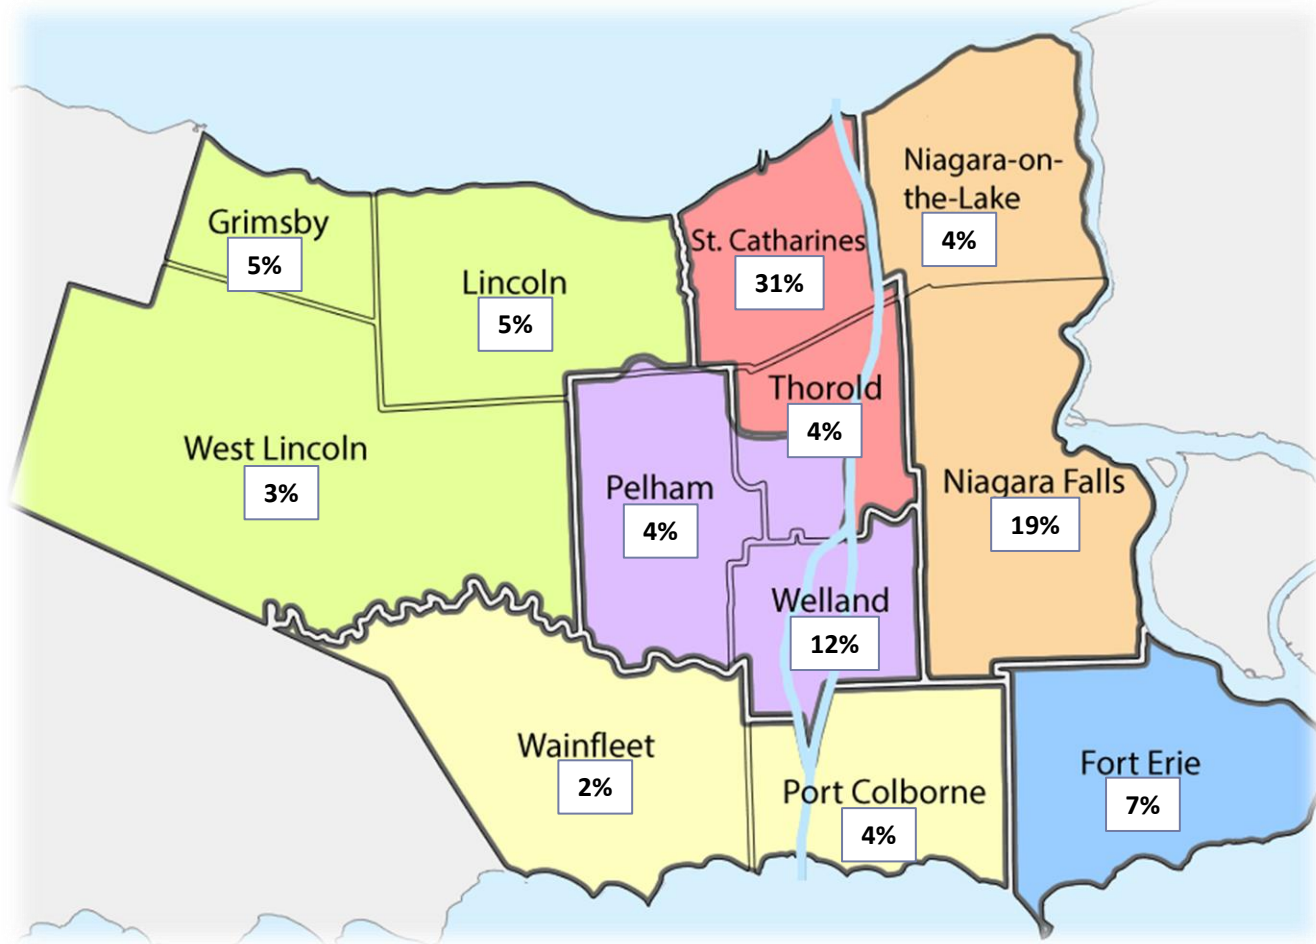 Niagara-on-
the-Lake
4%
Grimsby
5%
St. Catharines
31%
Lincoln
5%
Thorold
4%
West Lincoln
3%
Pelham
4%
Niagara Falls
19%
Welland
12%
Wainfleet
2%
Port Colborne
4%
Fort Erie
7%